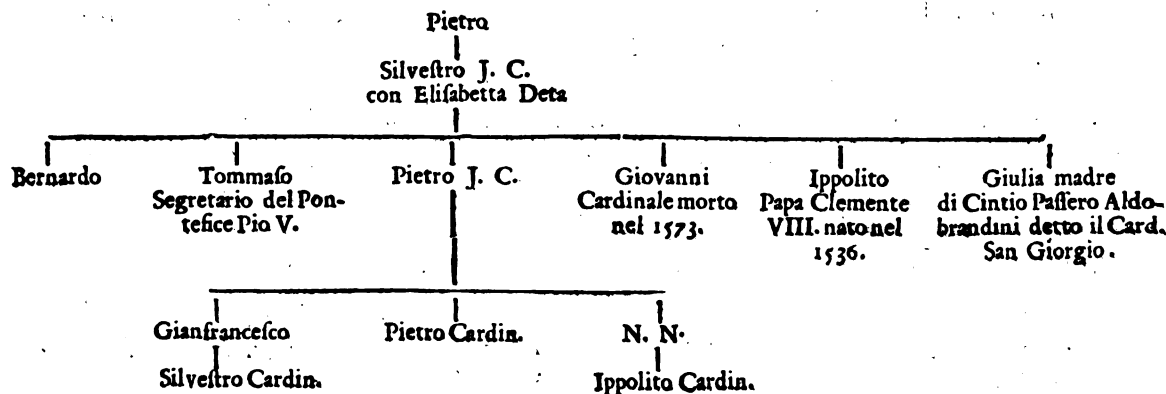 Pietro
Silveſtro J. C.
con Eliſabetta Deta
Bernardo
Tommaſo
Segretario del Pon-
tefice Pio V.
Pietro J. C.
Giovanni
Cardinale morto
nel 1573.
Ippolito
Papa Clemente
VIII. nato nel
1536.
Giulia madre
di Cintio Paſſero Aldo-
brandini detto il Card.
San Giorgio.
Gianfranceſco
Pietro Cardin.
N. N.
Silveſtro Cardin.
Ippolito Cardin.